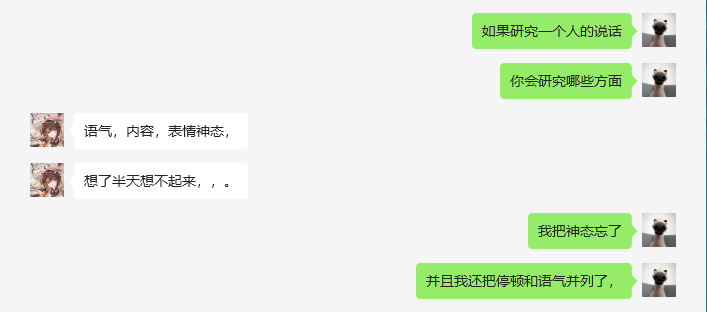 如果研究一个人的说话
你会研究哪些方面
语气，内容，表情神态，
想了半天想不起来，，。
我把神态忘了
并且我还把停顿和语气并列了，